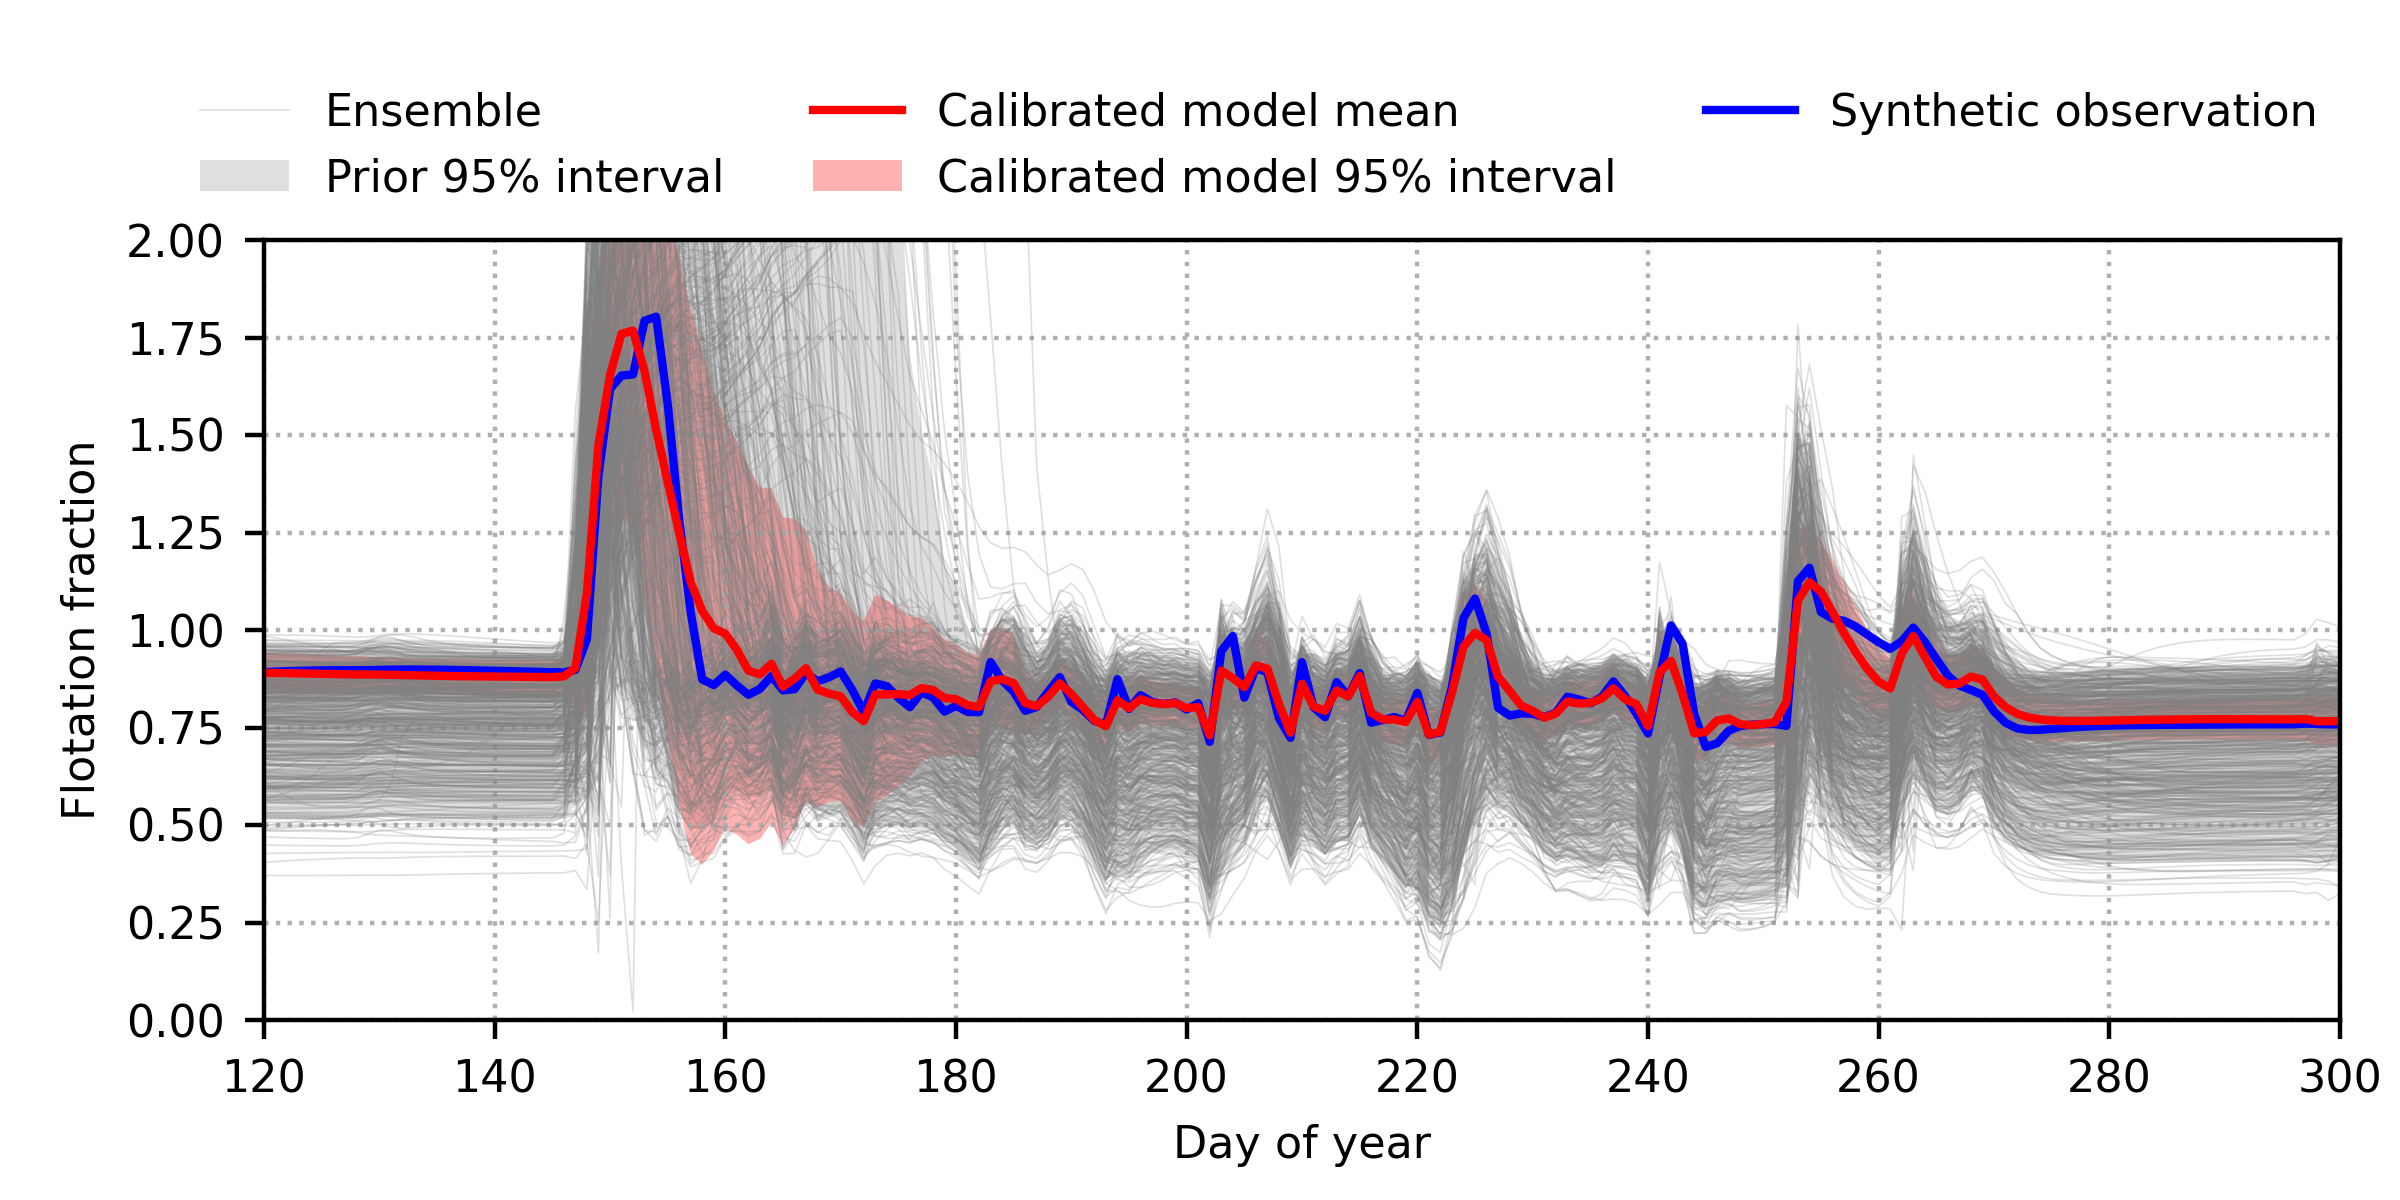 Ensemble
Calibrated model mean
Synthetic observation
Prior 95% interval
Calibrated model 95% interval
2.00
1.75
1.50
1.25
1.00
0.75
0.50
0.25
0.00
Flotation fraction
120 140 160 180 200 220 240 260 280 300
Day of year